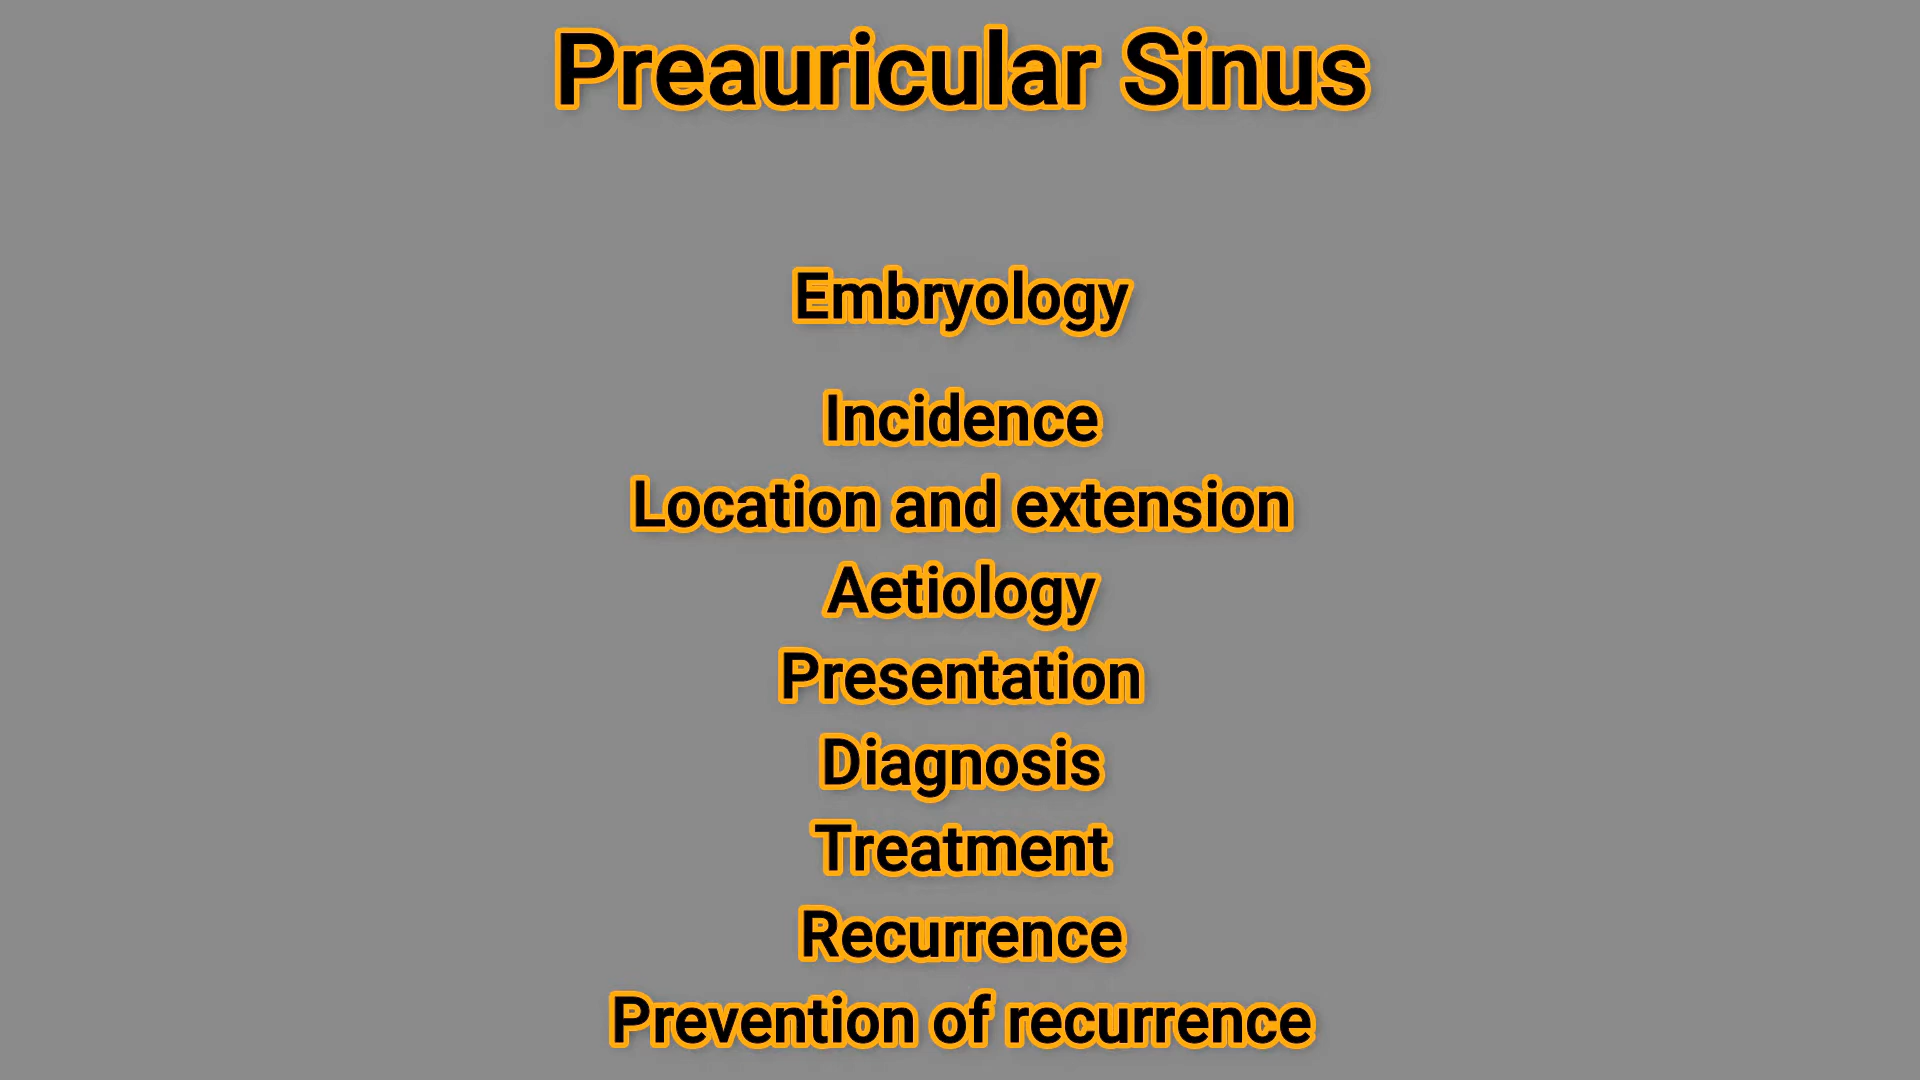 Preauricular Sinus
Embryology
Incidence
Location and extension
Aetiology
Presentation
Diagnosis
Treatment
Recurrence
Prevention of recurrence